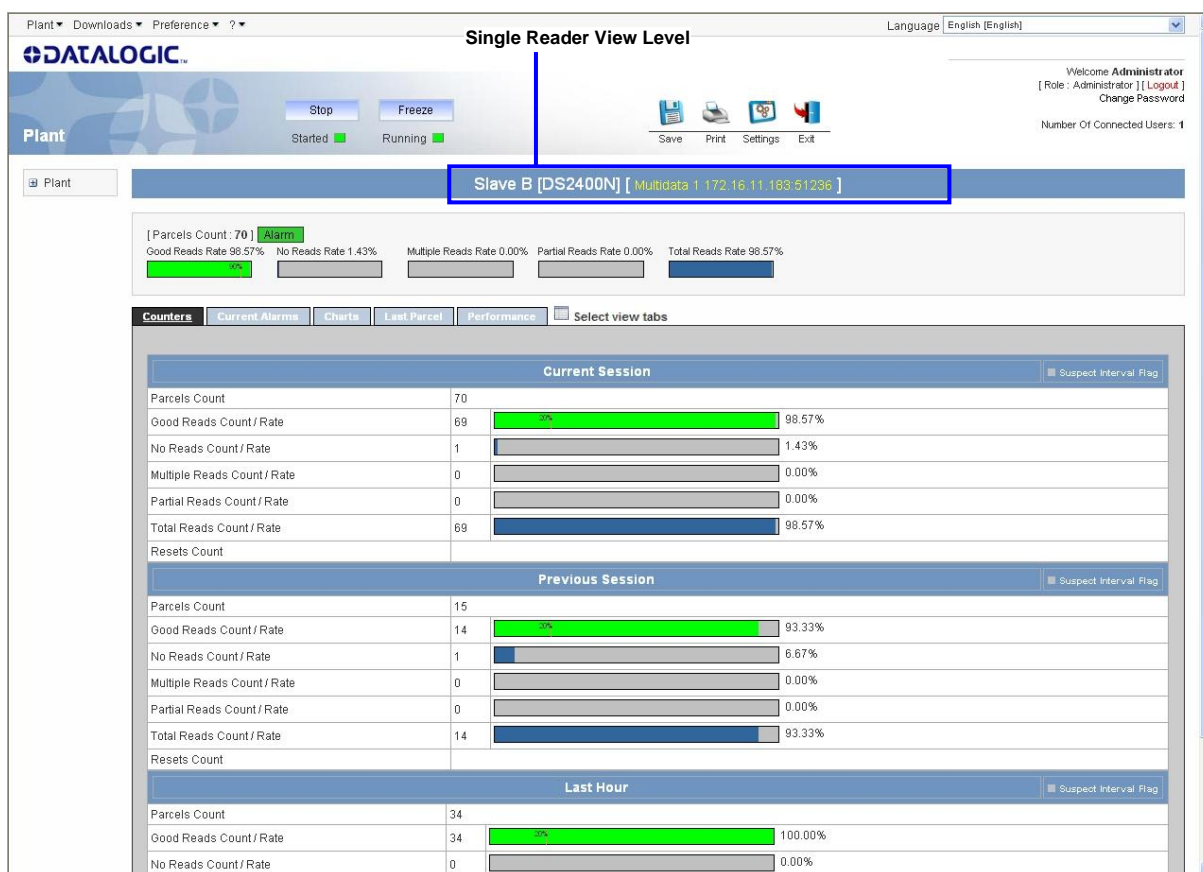 Plant Downloads Preference ? Language English [English]
Single Reader View Level
DATALOGIC™
Welcome Administrator
[ Role : Administrator ] [ Logout ]
Change Password
Number Of Connected Users: 1
Plant
Stop Freeze
Started Running
Save Print Settings Exit
Plant
Slave B [DS2400N] [ Multidata 1 172.16.11.183:51236 ]
[ Parcels Count : 70 ] Alarm
Good Reads Rate 98.57% No Reads Rate 1.43% Multiple Reads Rate 0.00% Partial Reads Rate 0.00% Total Reads Rate 98.57%
90%
Counters Current Alarms Charts Last Parcel Performance Select view tabs
Current Session Suspect Interval Flag
Parcels Count 70
Good Reads Count / Rate 69 20% 98.57%
No Reads Count / Rate 1 1.43%
Multiple Reads Count / Rate 0 0.00%
Partial Reads Count / Rate 0 0.00%
Total Reads Count / Rate 69 98.57%
Resets Count
Previous Session Suspect Interval Flag
Parcels Count 15
Good Reads Count / Rate 14 20% 93.33%
No Reads Count / Rate 1 6.67%
Multiple Reads Count / Rate 0 0.00%
Partial Reads Count / Rate 0 0.00%
Total Reads Count / Rate 14 93.33%
Resets Count
Last Hour Suspect Interval Flag
Parcels Count 34
Good Reads Count / Rate 34 20% 100.00%
No Reads Count / Rate 0 0.00%